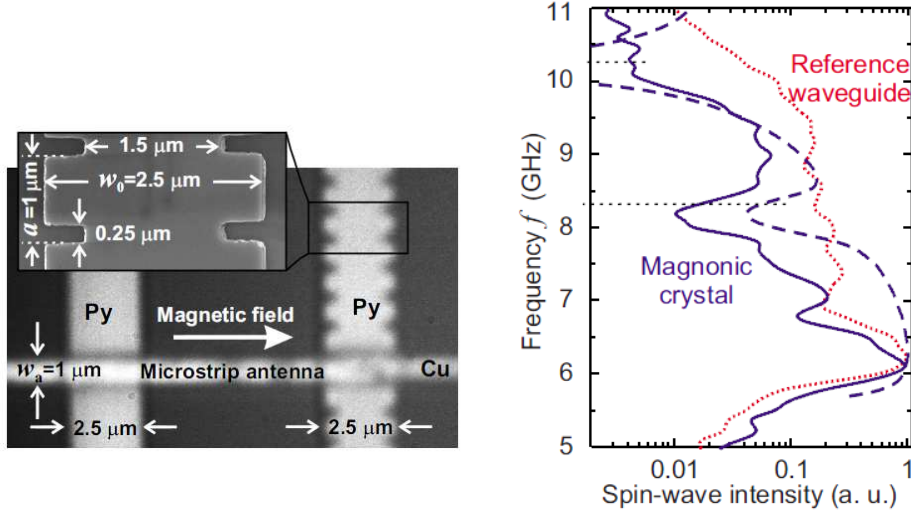 1.5 μm
w₀=2.5 μm
a=1 μm
0.25 μm
Py
Py
Magnetic field
wₐ=1 μm
Microstrip antenna
Cu
2.5 μm
2.5 μm
11
10
9
8
7
6
5
Frequency f (GHz)
Reference
waveguide
Magnonic
crystal
0.01
0.1
1
Spin-wave intensity (a. u.)